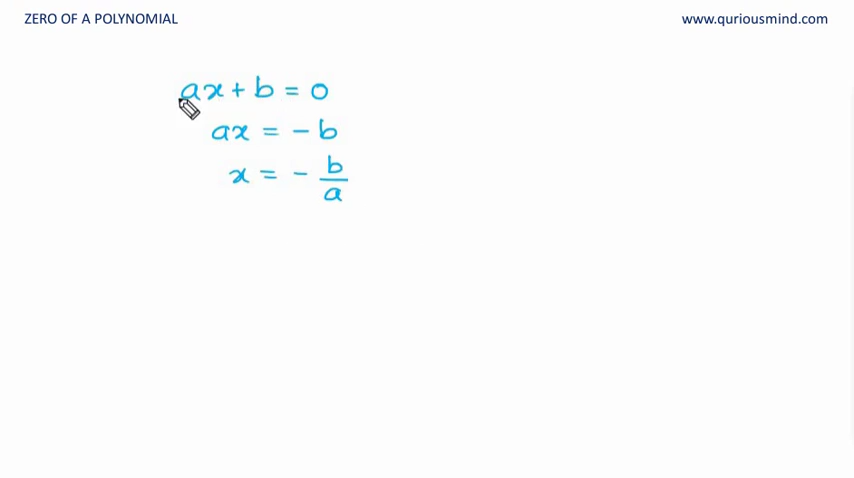 ZERO OF A POLYNOMIAL
www.quriousmind.com
ax + b = 0
ax = - b
x = - b/a